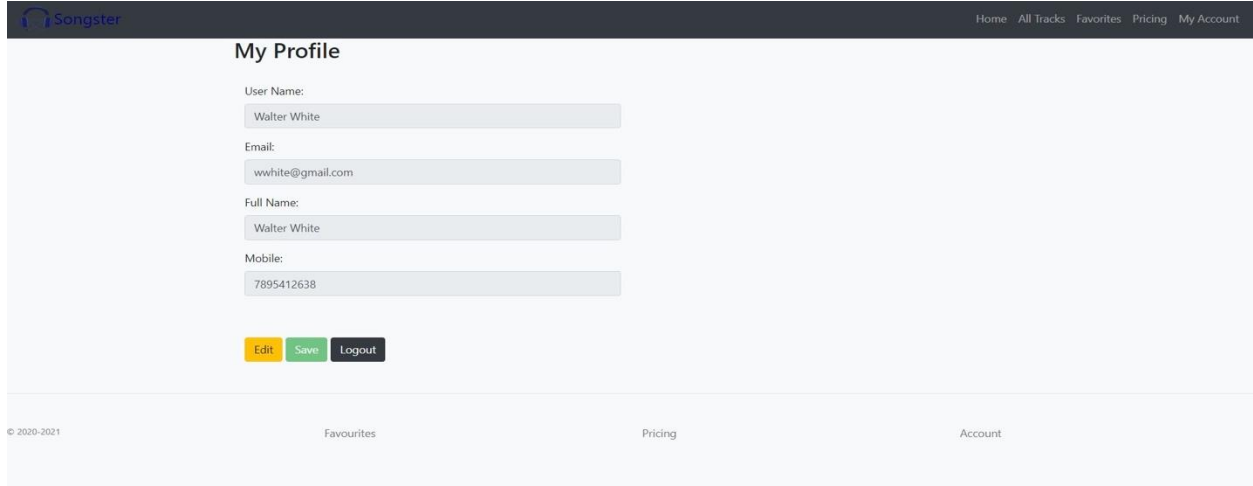 Songster Home All Tracks Favorites Pricing My Account
My Profile
User Name:
Walter White
Email:
wwhite@gmail.com
Full Name:
Walter White
Mobile:
7895412638
Edit Save Logout
© 2020-2021 Favourites Pricing Account